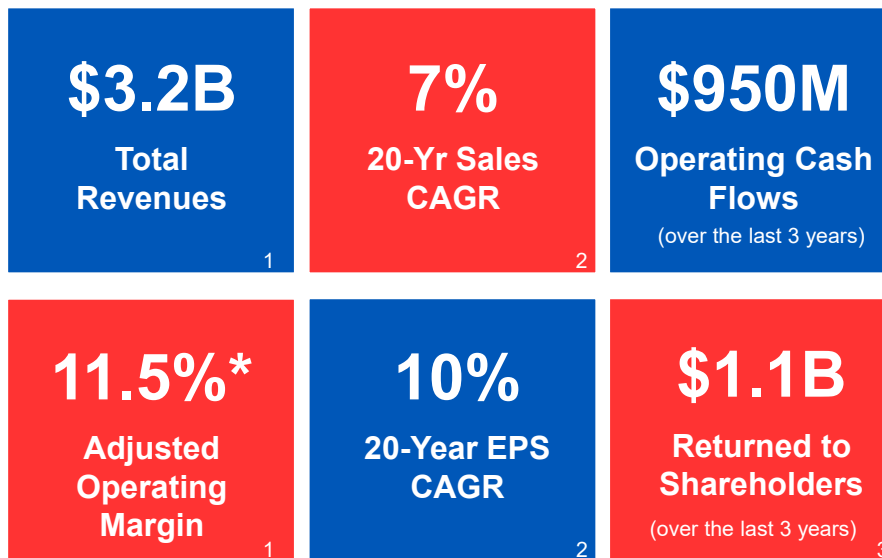 $3.2B
Total
Revenues
1
7%
20-Yr Sales
CAGR
2
$950M
Operating Cash
Flows
(over the last 3 years)
11.5%*
Adjusted
Operating
Margin
1
10%
20-Year EPS
CAGR
2
$1.1B
Returned to
Shareholders
(over the last 3 years)
3